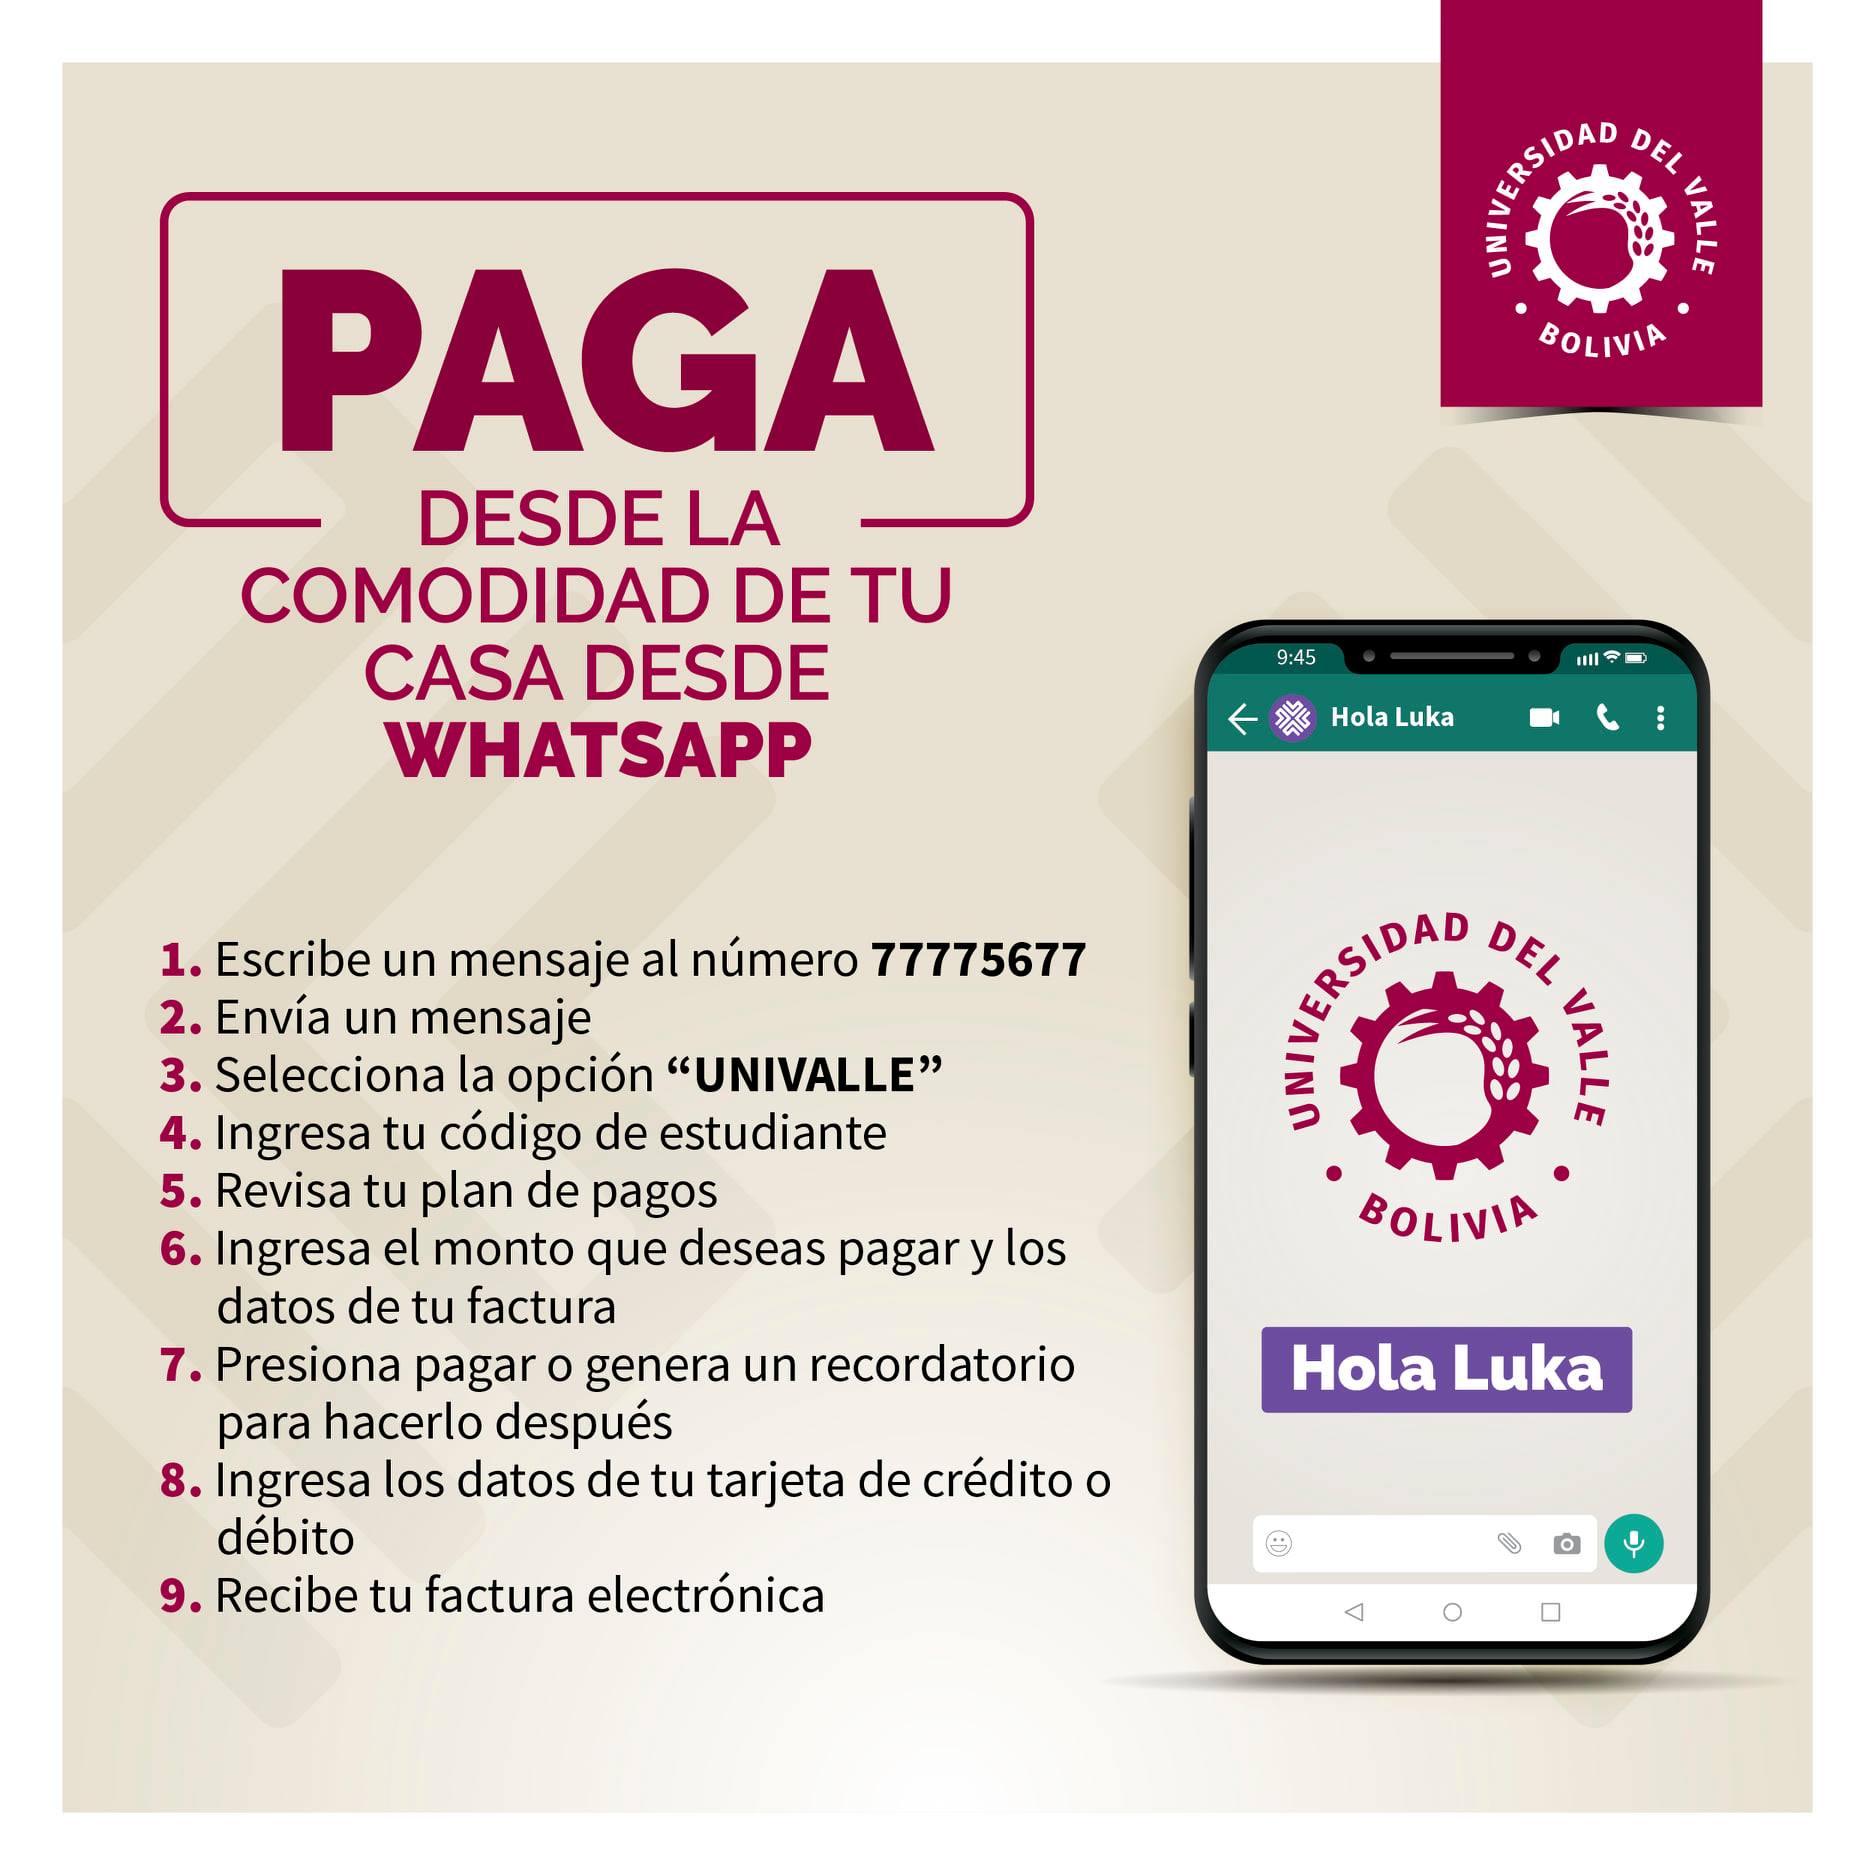 UNIVERSIDAD DEL VALLE
BOLIVIA
PAGA
DESDE LA
COMODIDAD DE TU
CASA DESDE
WHATSAPP
1. Escribe un mensaje al número 77775677
2. Envía un mensaje
3. Selecciona la opción “UNIVALLE”
4. Ingresa tu código de estudiante
5. Revisa tu plan de pagos
6. Ingresa el monto que deseas pagar y los
datos de tu factura
7. Presiona pagar o genera un recordatorio
para hacerlo después
8. Ingresa los datos de tu tarjeta de crédito o
débito
9. Recibe tu factura electrónica
9:45
Hola Luka
UNIVERSIDAD DEL VALLE
BOLIVIA
Hola Luka